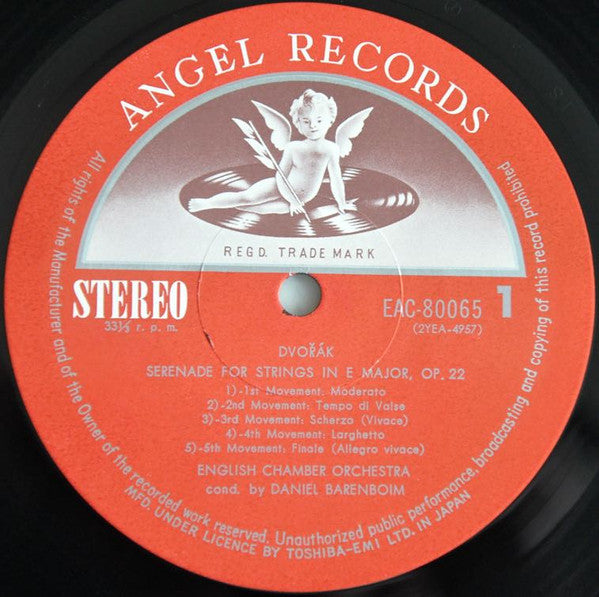 ANGEL RECORDS
REGD. TRADE MARK
STEREO
33⅓ r. p. m.
EAC-80065 1
(2YEA-4957)
DVOŘÁK
SERENADE FOR STRINGS IN E MAJOR, OP. 22
1)-1st Movement: Moderato
2)-2nd Movement: Tempo di Valse
3)-3rd Movement: Scherzo (Vivace)
4)-4th Movement: Larghetto
5)-5th Movement: Finale (Allegro vivace)
ENGLISH CHAMBER ORCHESTRA
cond. by DANIEL BARENBOIM
All rights of the Manufacturer and of the Owner of the recorded work reserved. Unauthorized public performance, broadcasting and copying of this record prohibited
MFD. UNDER LICENCE BY TOSHIBA-EMI LTD. IN JAPAN